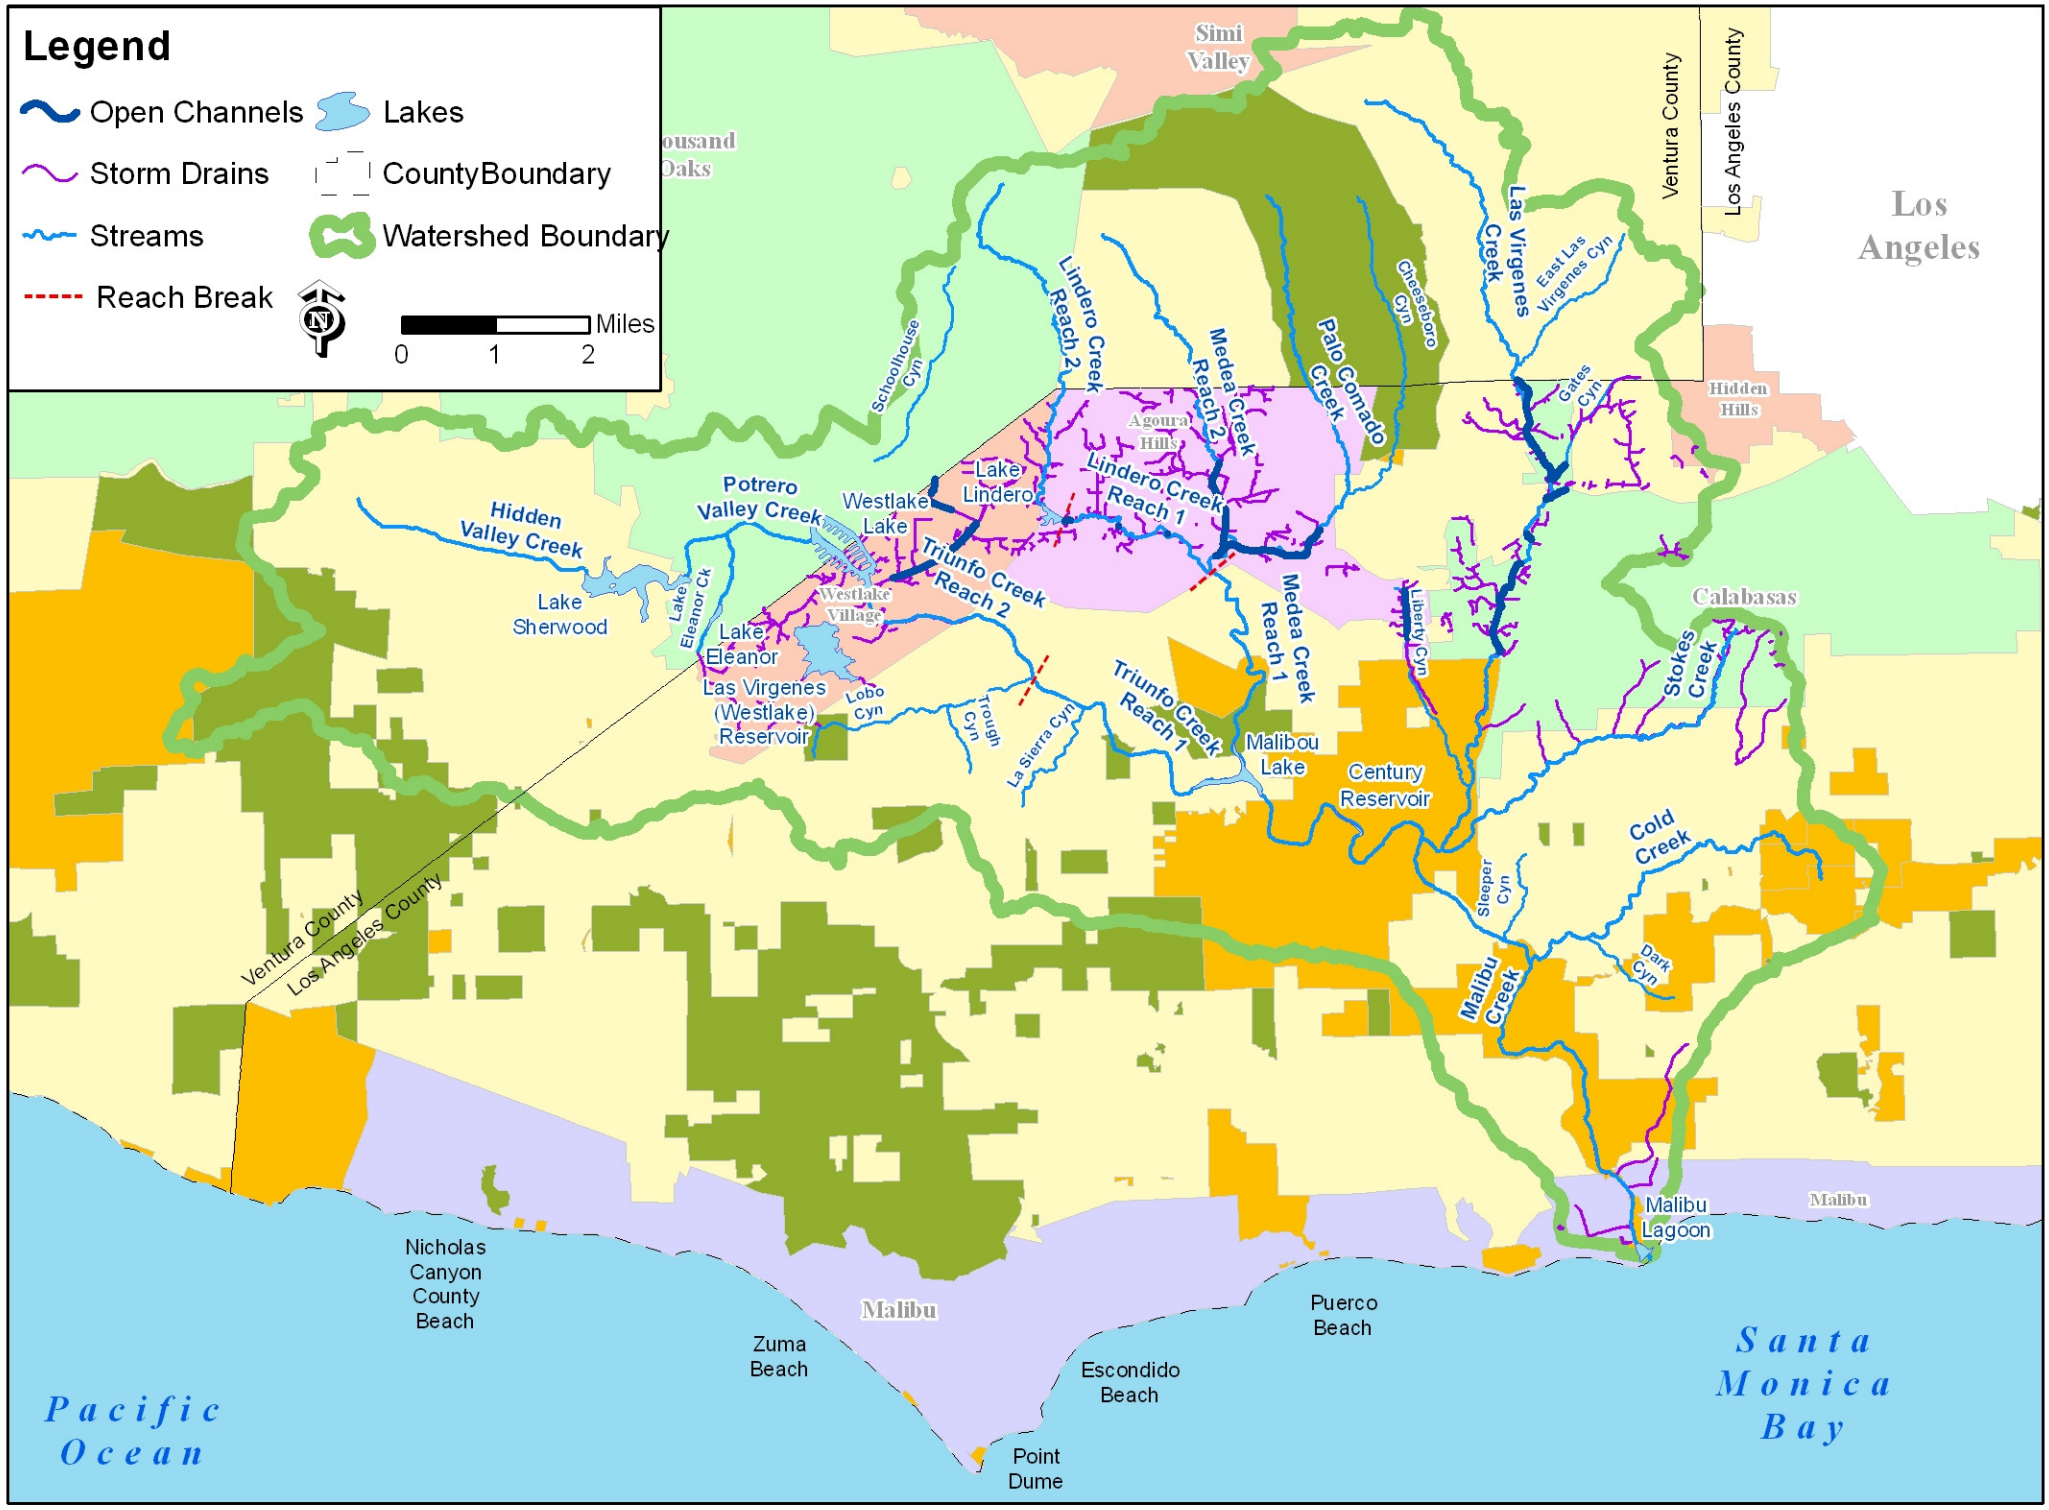 Legend
Open Channels
Lakes
Storm Drains
CountyBoundary
Streams
Watershed Boundary
Reach Break
N
Miles
0 1 2
ousand
Oaks
Simi
Valley
Ventura County
Los Angeles County
Los
Angeles
Las Virgenes
Creek
East Las
Virgenes Cyn
Cheeseboro
Cyn
Palo Comado
Creek
Lindero Creek
Reach 2
Medea Creek
Reach 2
Schoolhouse
Cyn
Gates
Cyn
Hidden
Hills
Agoura
Hills
Lake
Lindero
Lindero Creek
Reach 1
Potrero
Valley Creek
Westlake
Lake
Hidden
Valley Creek
Triunfo Creek
Reach 2
Lake
Sherwood
Lake
Eleanor Ck
Westlake
Village
Lake
Eleanor
Medea Creek
Reach 1
Liberty Cyn
Calabasas
Stokes
Creek
Las Virgenes
(Westlake)
Reservoir
Lobo
Cyn
Trough
Cyn
La Sierra Cyn
Triunfo Creek
Reach 1
Malibou
Lake
Century
Reservoir
Cold
Creek
Sleeper
Cyn
Dark
Cyn
Malibu
Creek
Ventura County
Los Angeles County
Malibu
Lagoon
Malibu
Nicholas
Canyon
County
Beach
Malibu
Zuma
Beach
Puerco
Beach
Escondido
Beach
Point
Dume
Pacific
Ocean
Santa
Monica
Bay